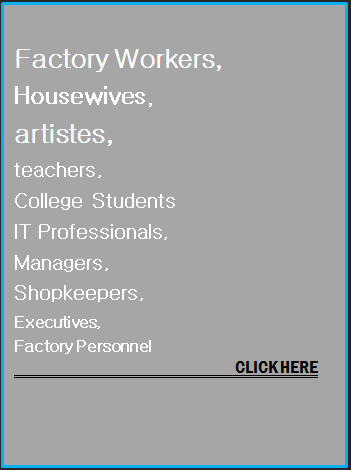 Factory Workers,
Housewives,
artistes,
teachers,
College Students
IT Professionals,
Managers,
Shopkeepers,
Executives,
Factory Personnel
CLICK HERE